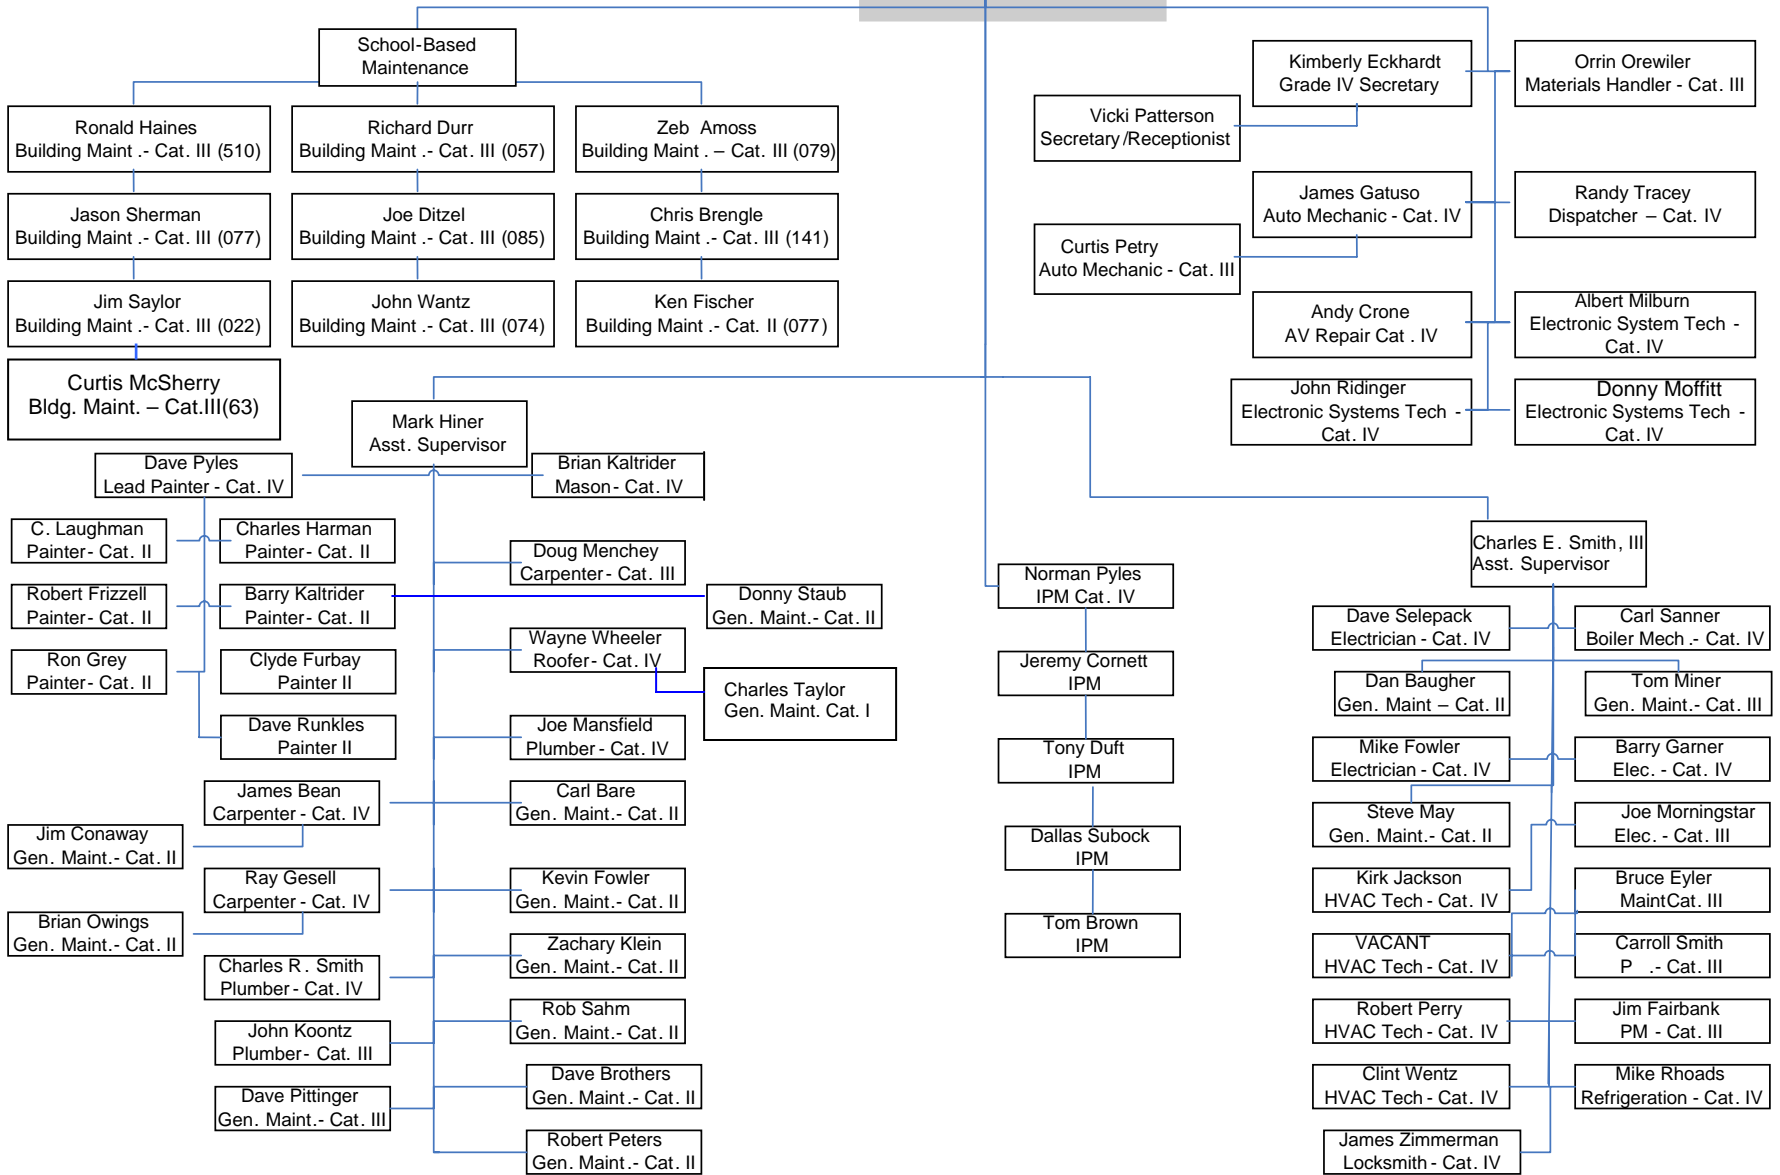 School-Based
Maintenance
Ronald Haines
Building Maint .- Cat. III (510)
Richard Durr
Building Maint .- Cat. III (057)
Zeb Amoss
Building Maint . – Cat. III (079)
Jason Sherman
Building Maint .- Cat. III (077)
Joe Ditzel
Building Maint .- Cat. III (085)
Chris Brengle
Building Maint .- Cat. III (141)
Jim Saylor
Building Maint .- Cat. III (022)
John Wantz
Building Maint .- Cat. III (074)
Ken Fischer
Building Maint .- Cat. II (077)
Curtis McSherry
Bldg. Maint. – Cat.III(63)
Kimberly Eckhardt
Grade IV Secretary
Orrin Orewiler
Materials Handler - Cat. III
Vicki Patterson
Secretary/Receptionist
James Gatuso
Auto Mechanic - Cat. IV
Randy Tracey
Dispatcher – Cat. IV
Curtis Petry
Auto Mechanic - Cat. III
Andy Crone
AV Repair Cat . IV
Albert Milburn
Electronic System Tech -
Cat. IV
John Ridinger
Electronic Systems Tech -
Cat. IV
Donny Moffitt
Electronic Systems Tech -
Cat. IV
Mark Hiner
Asst. Supervisor
Dave Pyles
Lead Painter - Cat. IV
Brian Kaltrider
Mason- Cat. IV
C. Laughman
Painter- Cat. II
Charles Harman
Painter- Cat. II
Robert Frizzell
Painter- Cat. II
Barry Kaltrider
Painter- Cat. II
Ron Grey
Painter- Cat. II
Clyde Furbay
Painter II
Dave Runkles
Painter II
Doug Menchey
Carpenter- Cat. III
Donny Staub
Gen. Maint.- Cat. II
Wayne Wheeler
Roofer- Cat. IV
Charles Taylor
Gen. Maint. Cat. I
Joe Mansfield
Plumber- Cat. IV
James Bean
Carpenter - Cat. IV
Carl Bare
Gen. Maint.- Cat. II
Jim Conaway
Gen. Maint.- Cat. II
Ray Gesell
Carpenter - Cat. IV
Kevin Fowler
Gen. Maint.- Cat. II
Brian Owings
Gen. Maint.- Cat. II
Zachary Klein
Gen. Maint.- Cat. II
Charles R. Smith
Plumber- Cat. IV
Rob Sahm
Gen. Maint.- Cat. II
John Koontz
Plumber- Cat. III
Dave Brothers
Gen. Maint.- Cat. II
Dave Pittinger
Gen. Maint.- Cat. III
Robert Peters
Gen. Maint.- Cat. II
Norman Pyles
IPM Cat. IV
Jeremy Cornett
IPM
Tony Duft
IPM
Dallas Subock
IPM
Tom Brown
IPM
Charles E. Smith, III
Asst. Supervisor
Dave Selepack
Electrician - Cat. IV
Carl Sanner
Boiler Mech .- Cat. IV
Dan Baugher
Gen. Maint – Cat. II
Tom Miner
Gen. Maint.- Cat. III
Mike Fowler
Electrician - Cat. IV
Barry Garner
Elec. - Cat. IV
Steve May
Gen. Maint.- Cat. II
Joe Morningstar
Elec. - Cat. III
Kirk Jackson
HVAC Tech - Cat. IV
Bruce Eyler
MaintCat. III
VACANT
HVAC Tech - Cat. IV
Carroll Smith
P .- Cat. III
Robert Perry
HVAC Tech - Cat. IV
Jim Fairbank
PM - Cat. III
Clint Wentz
HVAC Tech - Cat. IV
Mike Rhoads
Refrigeration - Cat. IV
James Zimmerman
Locksmith - Cat. IV